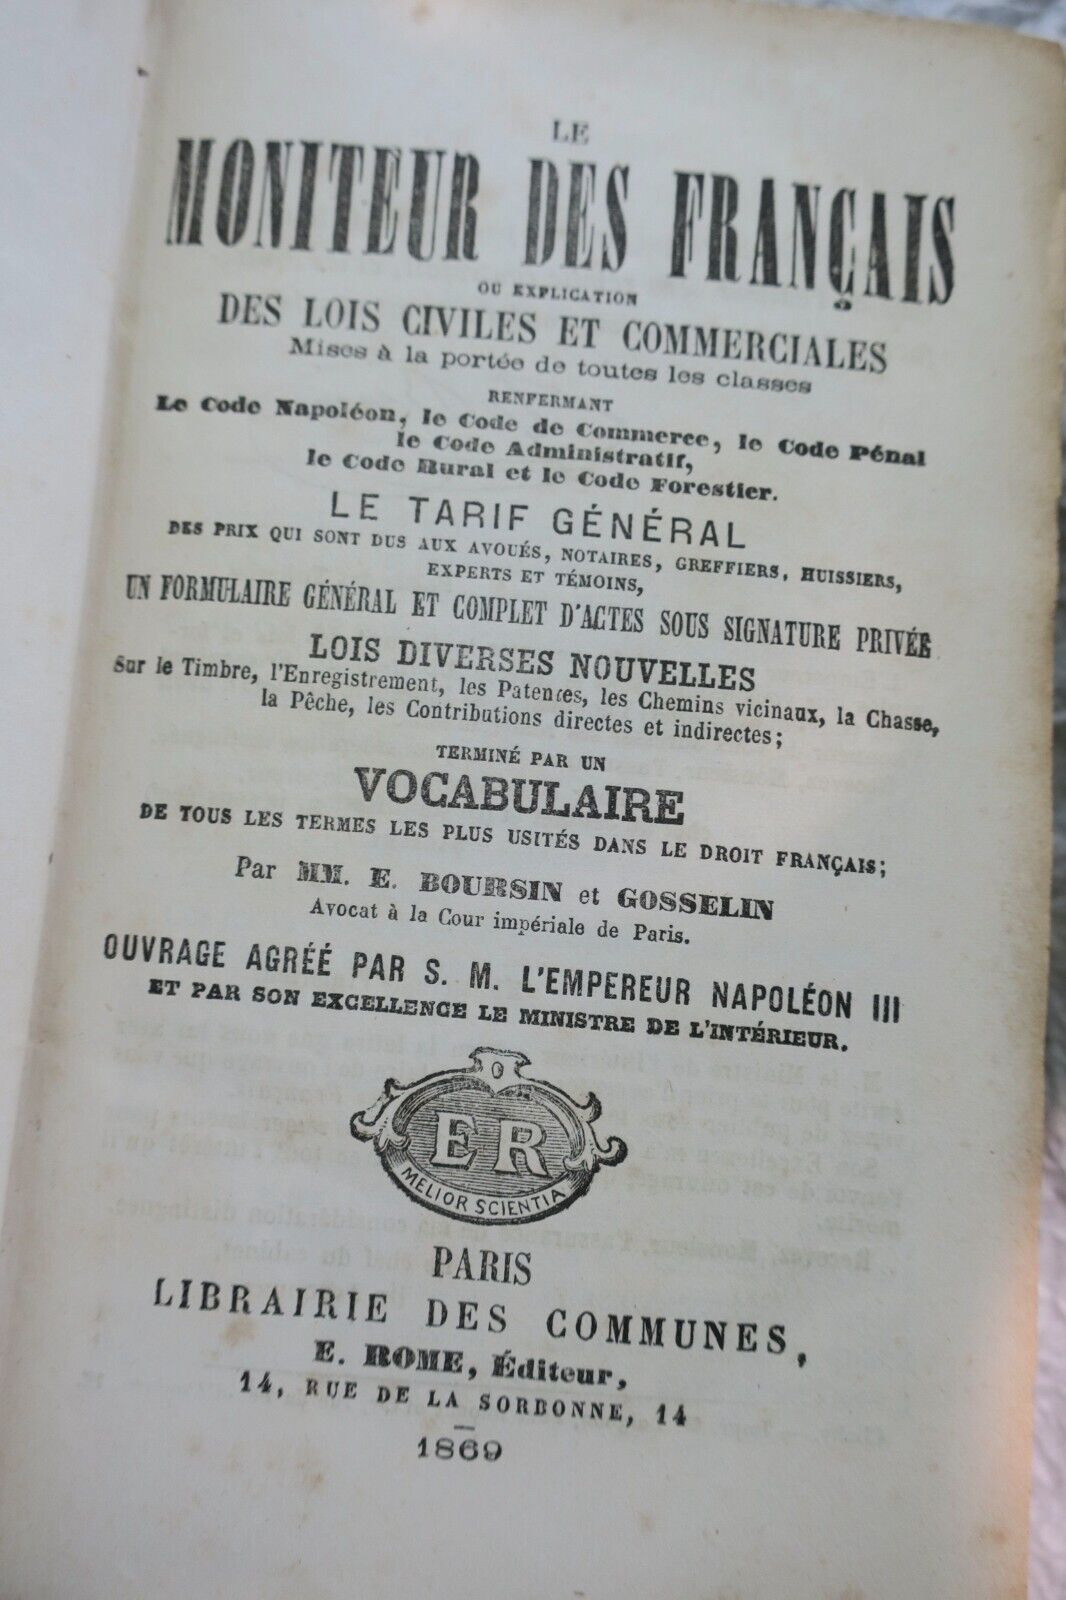 LE
MONITEUR DES FRANÇAIS
OU EXPLICATION
DES LOIS CIVILES ET COMMERCIALES
Mises à la portée de toutes les classes
RENFERMANT
Le Code Napoléon, le Code de Commerce, le Code Pénal
le Code Administratif,
le Code Rural et le Code Forestier.
LE TARIF GÉNÉRAL
DES PRIX QUI SONT DUS AUX AVOUÉS, NOTAIRES, GREFFIERS, HUISSIERS,
EXPERTS ET TÉMOINS,
UN FORMULAIRE GÉNÉRAL ET COMPLET D'ACTES SOUS SIGNATURE PRIVÉE
LOIS DIVERSES NOUVELLES
Sur le Timbre, l'Enregistrement, les Patentes, les Chemins vicinaux, la Chasse,
la Pêche, les Contributions directes et indirectes;
TERMINÉ PAR UN
VOCABULAIRE
DE TOUS LES TERMES LES PLUS USITÉS DANS LE DROIT FRANÇAIS;
Par MM. E. BOURSIN et GOSSELIN
Avocat à la Cour impériale de Paris.
OUVRAGE AGRÉÉ PAR S. M. L'EMPEREUR NAPOLÉON III
ET PAR SON EXCELLENCE LE MINISTRE DE L'INTÉRIEUR.
ER
MELIOR SCIENTIA
PARIS
LIBRAIRIE DES COMMUNES,
E. ROME, Éditeur,
14, RUE DE LA SORBONNE, 14
1869